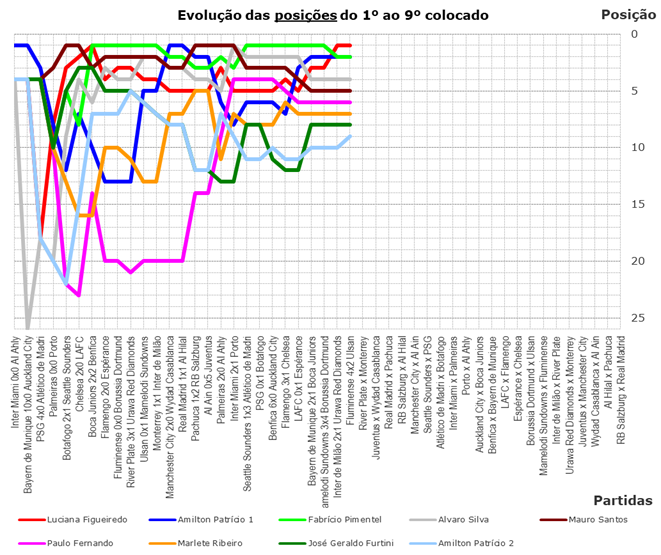 Evolução das posições do 1º ao 9º colocado
Posição
0
5
10
15
20
25
Inter Miami 0x0 Al Ahly
Bayern de Munique 10x0 Auckland City
PSG 4x0 Atlético de Madri
Palmeiras 0x0 Porto
Botafogo 2x1 Seattle Sounders
Chelsea 2x0 LAFC
Boca Juniors 2x2 Benfica
Flamengo 2x0 Espérance
Fluminense 0x0 Borussia Dortmund
River Plate 3x1 Urawa Red Diamonds
Ulsan 0x1 Mamelodi Sundowns
Monterrey 1x1 Inter de Milão
Manchester City 2x0 Wydad Casablanca
Real Madrid 1x1 Al Hilal
Pachuca 1x2 RB Salzburg
Al Ain 0x5 Juventus
Palmeiras 2x0 Al Ahly
Inter Miami 2x1 Porto
Seattle Sounders 1x3 Atlético de Madri
PSG 0x1 Botafogo
Benfica 6x0 Auckland City
Flamengo 3x1 Chelsea
LAFC 0x1 Espérance
Bayern de Munique 2x1 Boca Juniors
amelodi Sundowns 3x4 Borussia Dortmund
Inter de Milão 2x1 Urawa Red Diamonds
Fluminense 4x2 Ulsan
River Plate x Monterrey
Juventus x Wydad Casablanca
Real Madrid x Pachuca
RB Salzburg x Al Hilal
Manchester City x Al Ain
Seattle Sounders x PSG
Atlético de Madri x Botafogo
Inter Miami x Palmeiras
Porto x Al Ahly
Auckland City x Boca Juniors
Benfica x Bayern de Munique
LAFC x Flamengo
Espérance x Chelsea
Borussia Dortmund x Ulsan
Mamelodi Sundowns x Fluminense
Inter de Milão x River Plate
Urawa Red Diamonds x Monterrey
Juventus x Manchester City
Wydad Casablanca x Al Ain
Al Hilal x Pachuca
RB Salzburg x Real Madrid
Partidas
Luciana Figueiredo
Amilton Patrício 1
Fabrício Pimentel
Alvaro Silva
Mauro Santos
Paulo Fernando
Marlete Ribeiro
José Geraldo Furtini
Amilton Patrício 2